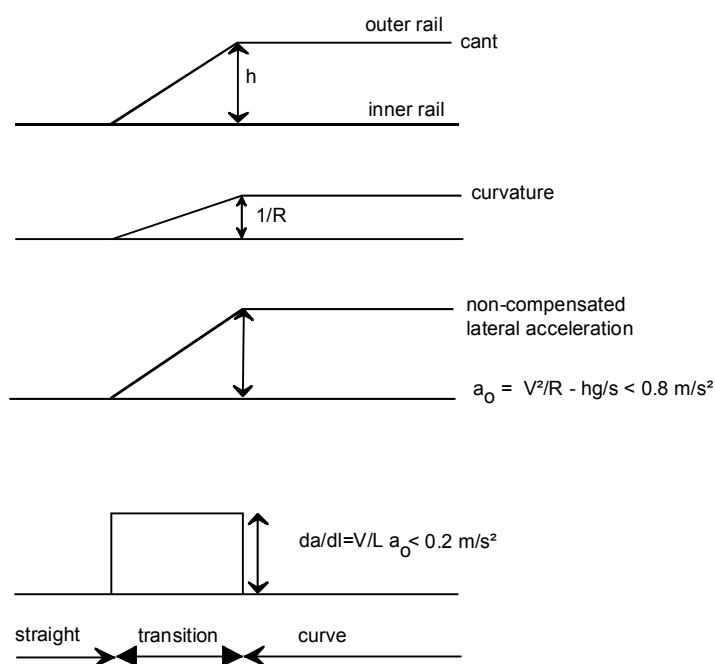 outer rail
cant
h
inner rail
curvature
1/R
non-compensated
lateral acceleration
ao = V²/R - hg/s < 0.8 m/s²
da/dl=V/L ao< 0.2 m/s²
straight transition curve